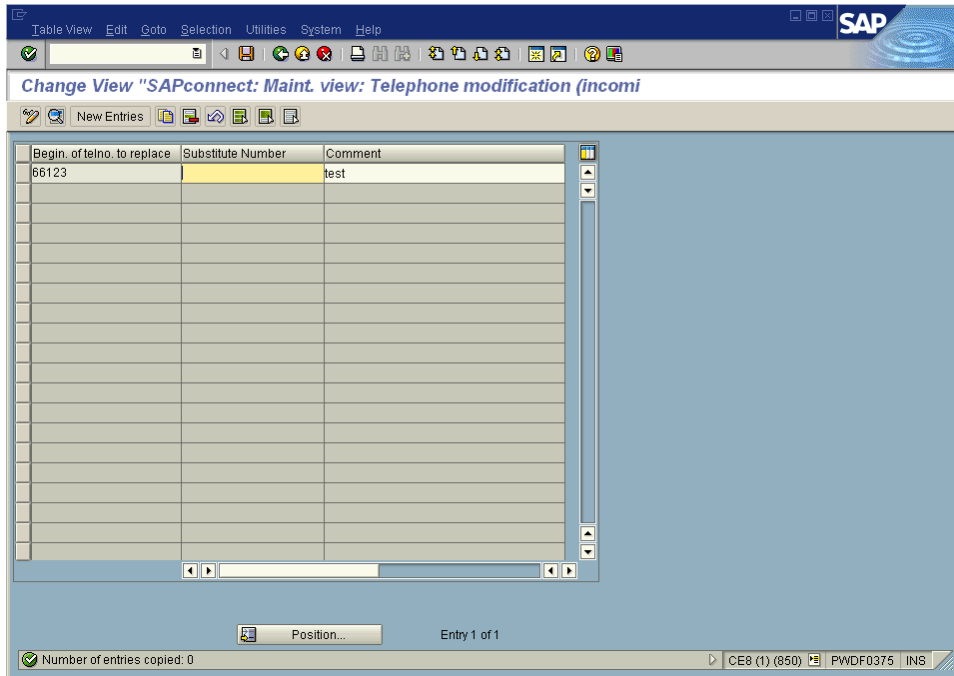 Table View Edit Goto Selection Utilities System Help
SAP
Change View "SAPconnect: Maint. view: Telephone modification (incomi
New Entries
Begin. of telno. to replace Substitute Number Comment
66123 test
Position... Entry 1 of 1
Number of entries copied: 0 CE8 (1) (850) PWDF0375 INS